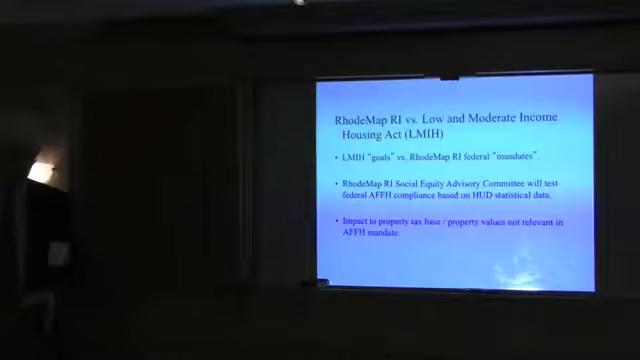 RhodeMap RI vs. Low and Moderate Income
Housing Act (LMIH)
• LMIH "goals" vs. RhodeMap RI federal "mandates".
• RhodeMap RI Social Equity Advisory Committee will test
federal AFFH compliance based on HUD statistical data.
• Impact to property tax base / property values not relevant in
AFFH mandate.